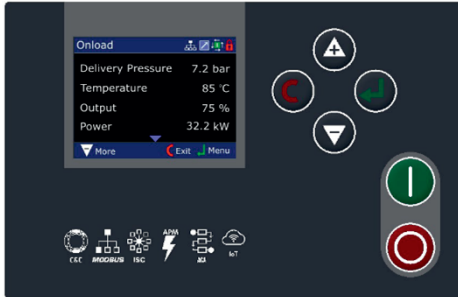 Onload
Delivery Pressure 7.2 bar
Temperature 85 °C
Output 75 %
Power 32.2 kW
More Exit Menu
C
APM
C&C MODBUS ISC IoT